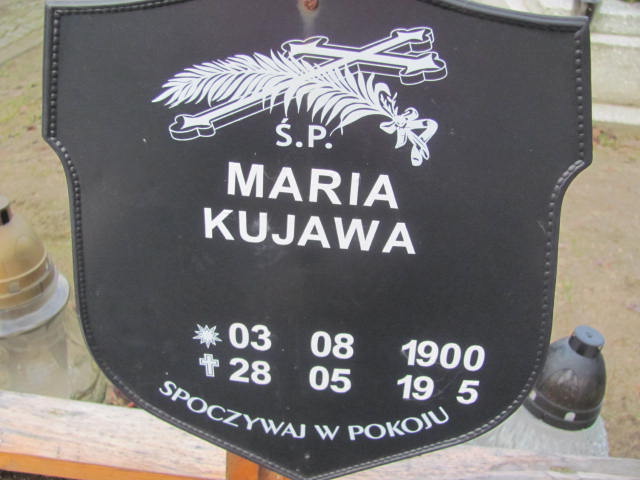 Ś.P.
MARIA
KUJAWA
03 08 1900
28 05 19 5
SPOCZYWAJ W POKOJU